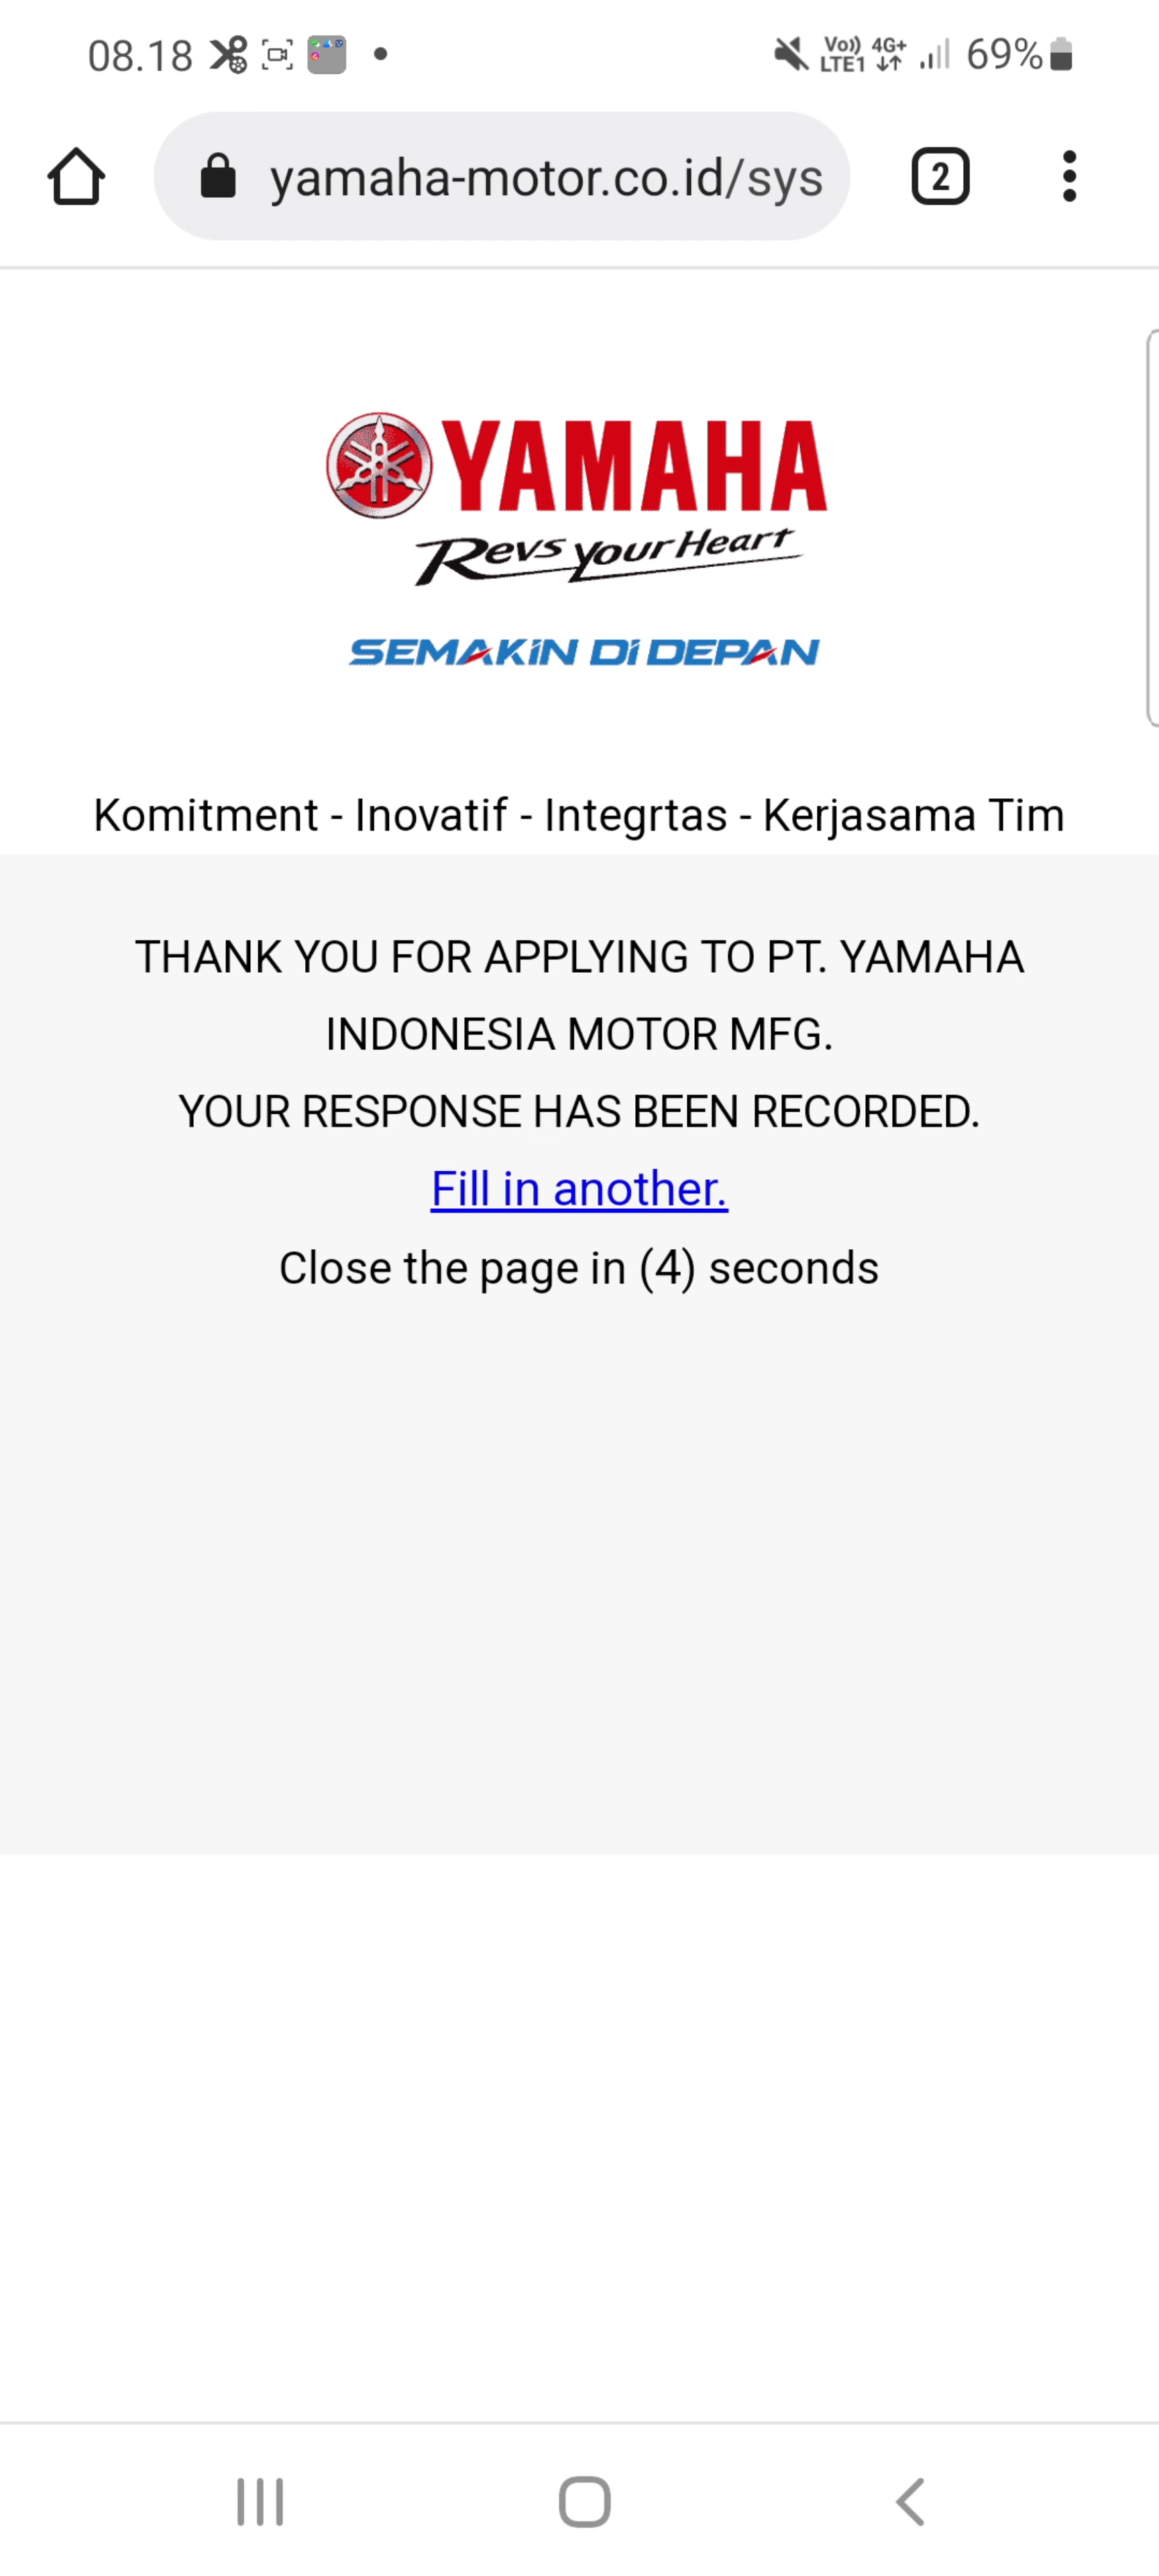 08.18
Vo)) LTE1 4G+ 69%
yamaha-motor.co.id/sys
2
YAMAHA
Revs your Heart
SEMAKiN Di DEPAN
Komitment - Inovatif - Integrtas - Kerjasama Tim
THANK YOU FOR APPLYING TO PT. YAMAHA
INDONESIA MOTOR MFG.
YOUR RESPONSE HAS BEEN RECORDED.
Fill in another.
Close the page in (4) seconds